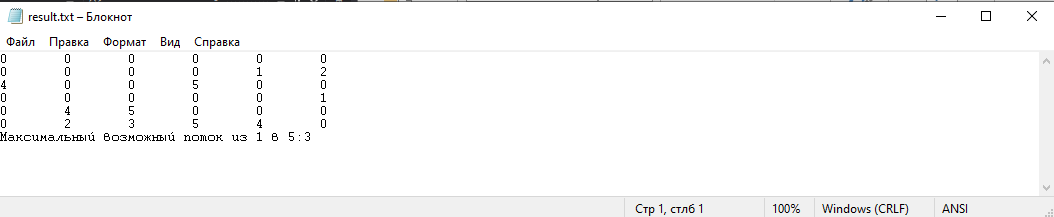 result.txt – Блокнот
Файл Правка Формат Вид Справка
0 0 0 0 0 0
0 0 0 0 1 2
4 0 0 5 0 0
0 0 0 0 0 1
0 4 5 0 0 0
0 2 3 5 4 0
Максимальный возможный поток из 1 в 5:3
Стр 1, стлб 1 100% Windows (CRLF) ANSI